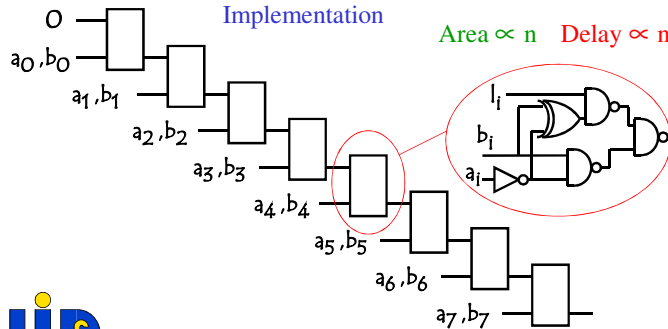 Implementation
Area ∝ n Delay ∝ n
0
a0,b0
a1,b1
a2,b2
a3,b3
a4,b4
a5,b5
a6,b6
a7,b7
li
bi
ai